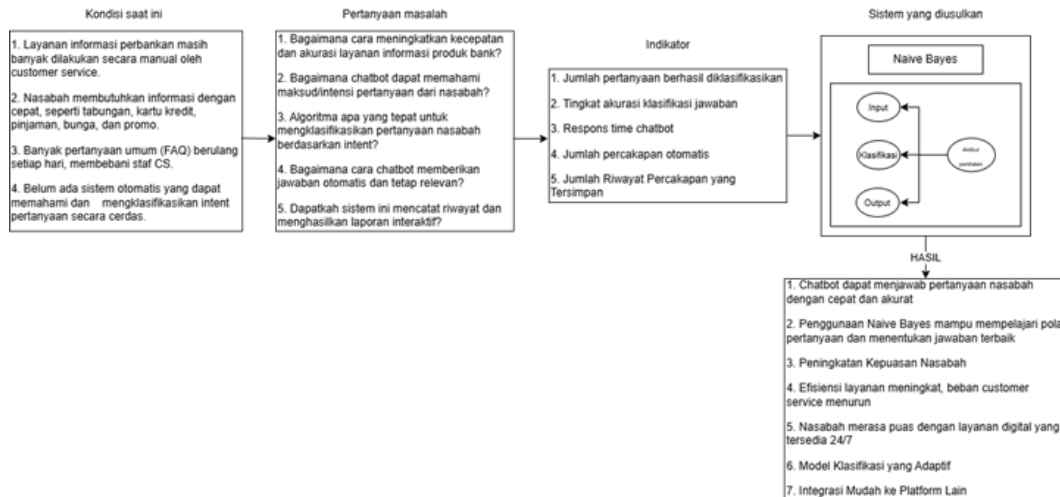 Kondisi saat ini
1. Layanan informasi perbankan masih
banyak dilakukan secara manual oleh
customer service.
2. Nasabah membutuhkan informasi dengan
cepat, seperti tabungan, kartu kredit,
pinjaman, bunga, dan promo.
3. Banyak pertanyaan umum (FAQ) berulang
setiap hari, membebani staf CS.
4. Belum ada sistem otomatis yang dapat
memahami dan mengklasifikasikan intent
pertanyaan secara cerdas.
Pertanyaan masalah
1. Bagaimana cara meningkatkan kecepatan
dan akurasi layanan informasi produk bank?
2. Bagaimana chatbot dapat memahami
maksud/intensi pertanyaan dari nasabah?
3. Algoritma apa yang tepat untuk
mengklasifikasikan pertanyaan nasabah
berdasarkan intent?
4. Bagaimana cara chatbot memberikan
jawaban otomatis dan tetap relevan?
5. Dapatkah sistem ini mencatat riwayat dan
menghasilkan laporan interaktif?
Indikator
1. Jumlah pertanyaan berhasil diklasifikasikan
2. Tingkat akurasi klasifikasi jawaban
3. Respons time chatbot
4. Jumlah percakapan otomatis
5. Jumlah Riwayat Percakapan yang
Tersimpan
Sistem yang diusulkan
Naive Bayes
Input
Klasifikasi
Output
HASIL
1. Chatbot dapat menjawab pertanyaan nasabah
dengan cepat dan akurat
2. Penggunaan Naive Bayes mampu mempelajari pola
pertanyaan dan menentukan jawaban terbaik
3. Peningkatan Kepuasan Nasabah
4. Efisiensi layanan meningkat, beban customer
service menurun
5. Nasabah merasa puas dengan layanan digital yang
tersedia 24/7
6. Model Klasifikasi yang Adaptif
7. Integrasi Mudah ke Platform Lain